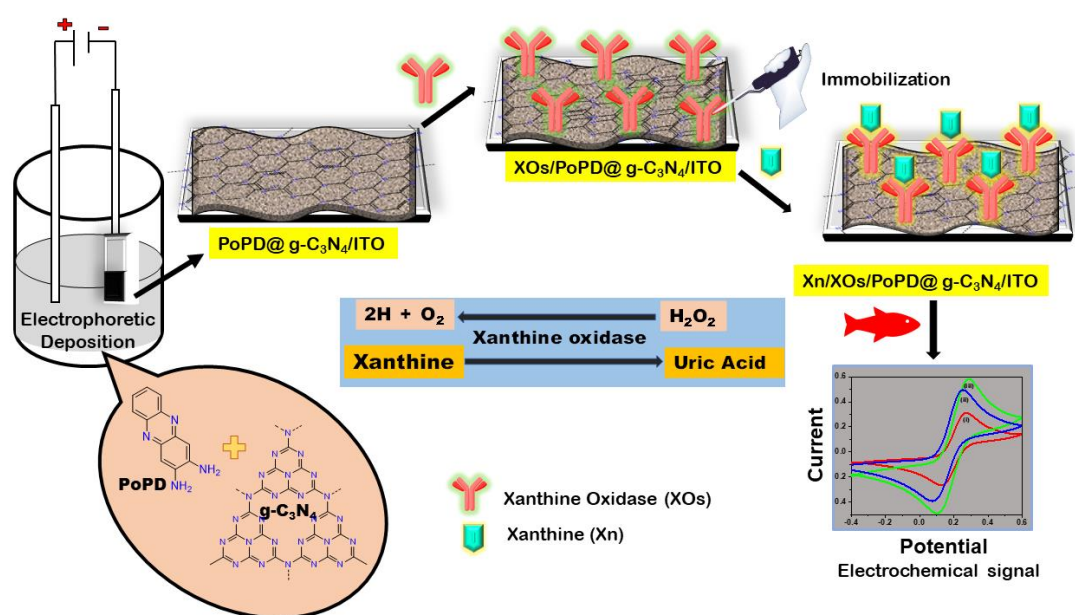 + -
Electrophoretic
Deposition
PoPD@ g-C₃N₄/ITO
XOs/PoPD@ g-C₃N₄/ITO
Immobilization
Xn/XOs/PoPD@ g-C₃N₄/ITO
2H + O₂
H₂O₂
Xanthine oxidase
Xanthine
Uric Acid
N
N
NH₂
NH₂
PoPD
g-C₃N₄
Xanthine Oxidase (XOs)
Xanthine (Xn)
0.6
0.4
0.2
0.0
-0.2
-0.4
(iii)
(ii)
(i)
Current
-0.4
-0.2
0.0
0.2
0.4
0.6
Potential
Electrochemical signal